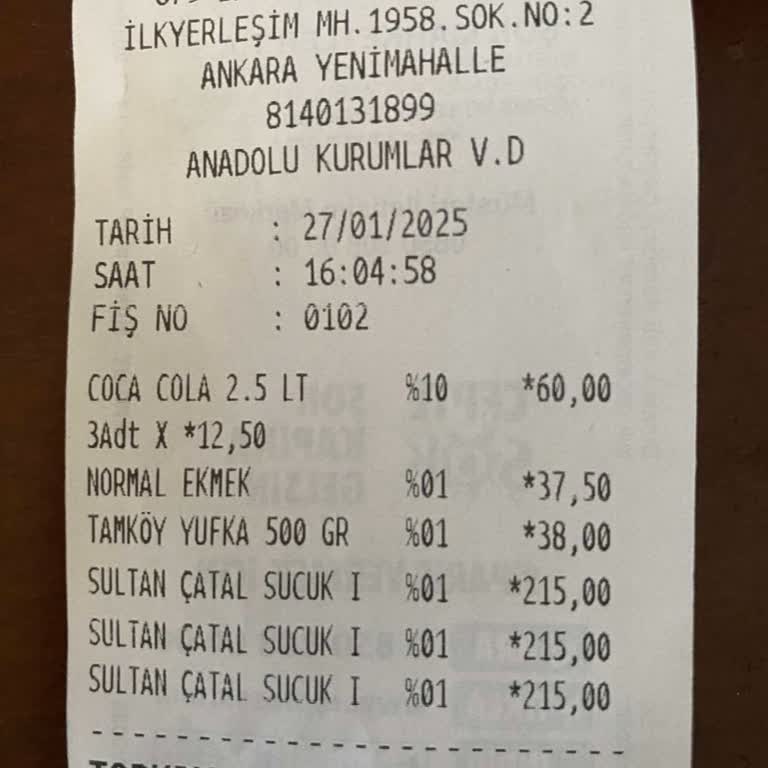 İLKYERLEŞİM MH.1958.SOK.NO:2
ANKARA YENİMAHALLE
8140131899
ANADOLU KURUMLAR V.D
TARİH : 27/01/2025
SAAT : 16:04:58
FİŞ NO : 0102
COCA COLA 2.5 LT %10 *60,00
3Adt X *12,50
NORMAL EKMEK %01 *37,50
TAMKÖY YUFKA 500 GR %01 *38,00
SULTAN ÇATAL SUCUK I %01 *215,00
SULTAN ÇATAL SUCUK I %01 *215,00
SULTAN ÇATAL SUCUK I %01 *215,00